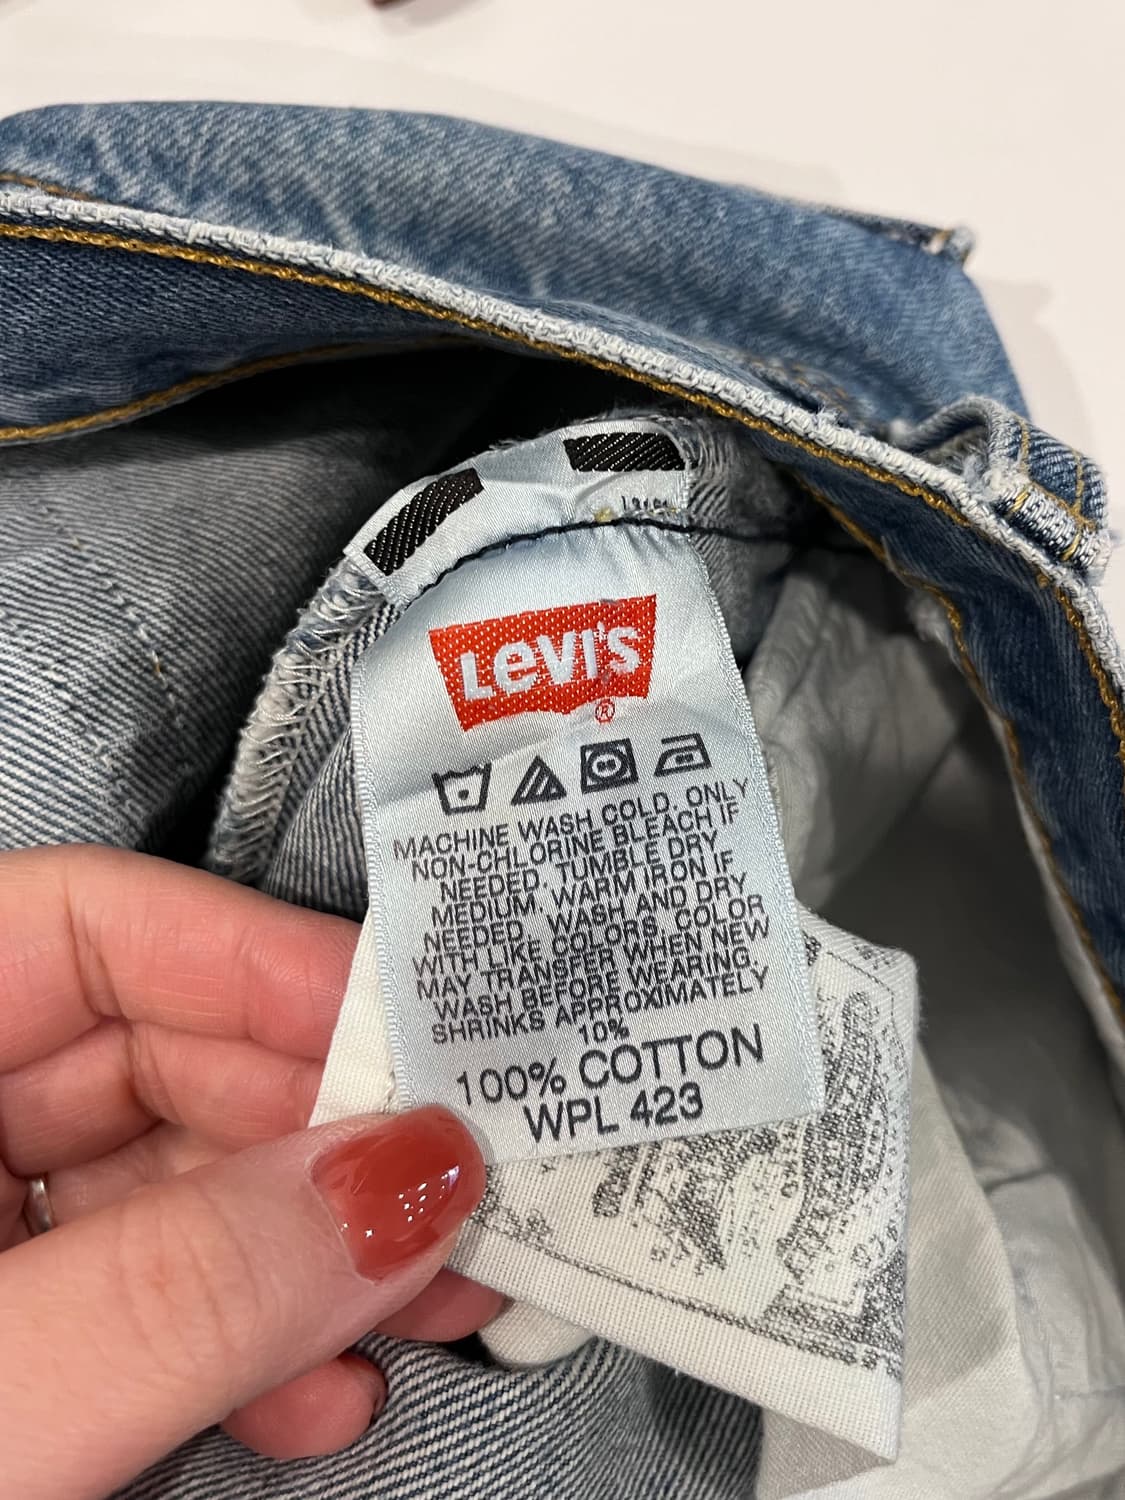 LEVI'S
®
MACHINE WASH COLD. ONLY
NON-CHLORINE BLEACH IF
NEEDED. TUMBLE DRY
MEDIUM. WARM IRON IF
NEEDED. WASH AND DRY
WITH LIKE COLORS. COLOR
MAY TRANSFER WHEN NEW
WASH BEFORE WEARING.
SHRINKS APPROXIMATELY
10%
100% COTTON
WPL 423